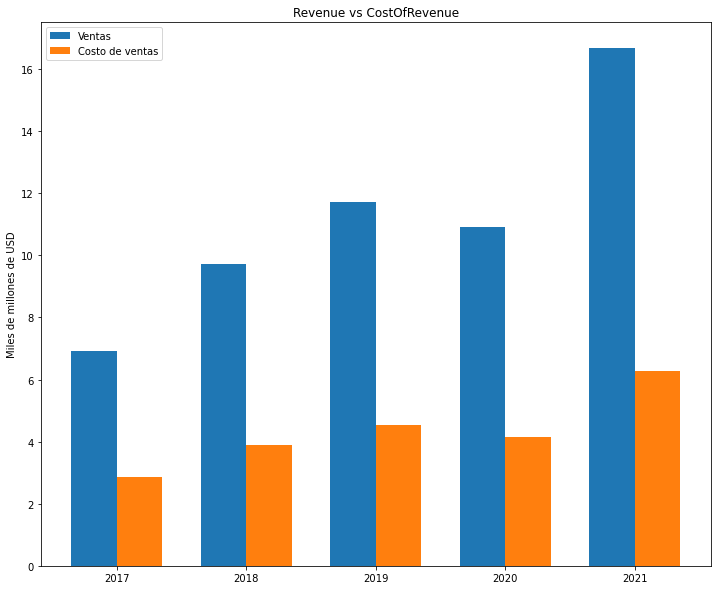 Revenue vs CostOfRevenue
Ventas
Costo de ventas
Miles de millones de USD
16
14
12
10
8
6
4
2
0
2017 2018 2019 2020 2021